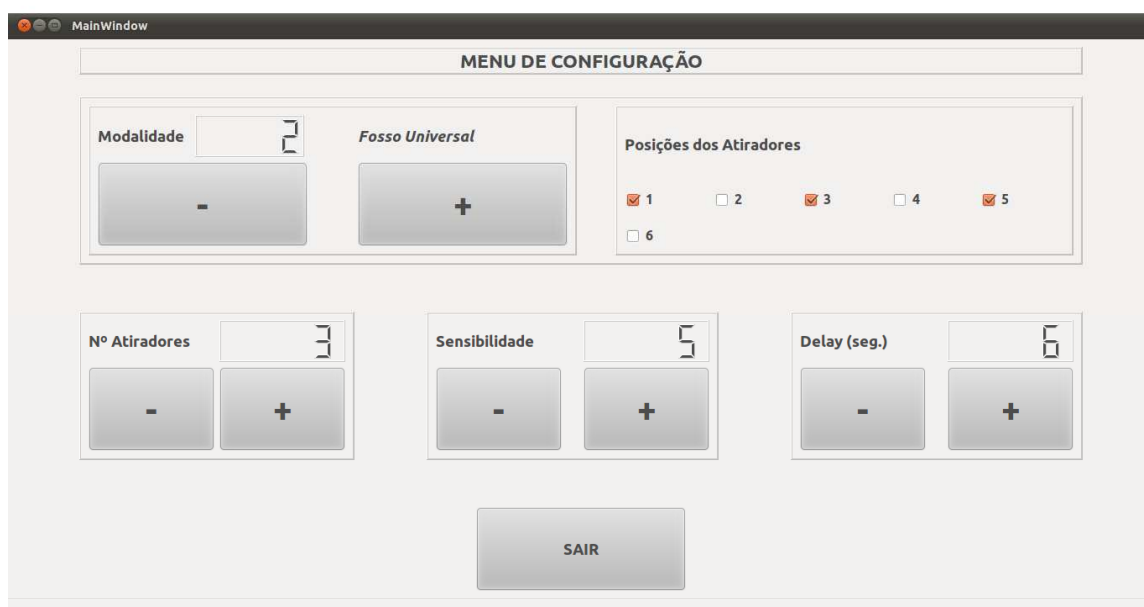 MainWindow
MENU DE CONFIGURAÇÃO
Modalidade 2 Fosso Universal
- +
Posições dos Atiradores
1 2 3 4 5
6
Nº Atiradores 3
- +
Sensibilidade 5
- +
Delay (seg.) 6
- +
SAIR